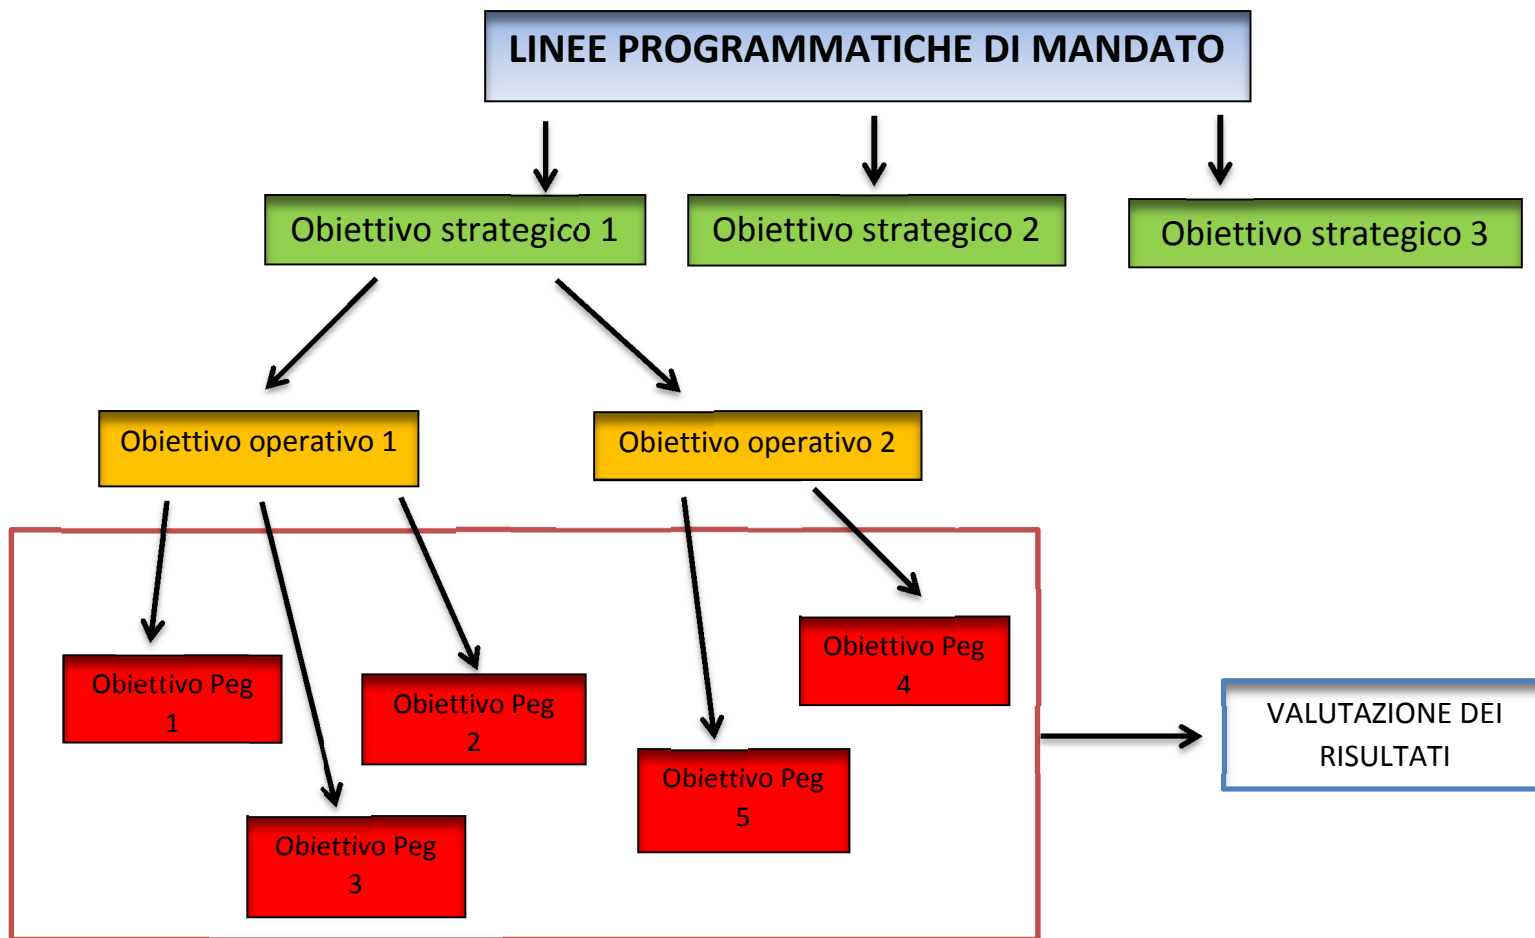 LINEE PROGRAMMATICHE DI MANDATO
Obiettivo strategico 1
Obiettivo strategico 2
Obiettivo strategico 3
Obiettivo operativo 1
Obiettivo operativo 2
Obiettivo Peg
1
Obiettivo Peg
2
Obiettivo Peg
3
Obiettivo Peg
4
Obiettivo Peg
5
VALUTAZIONE DEI
RISULTATI